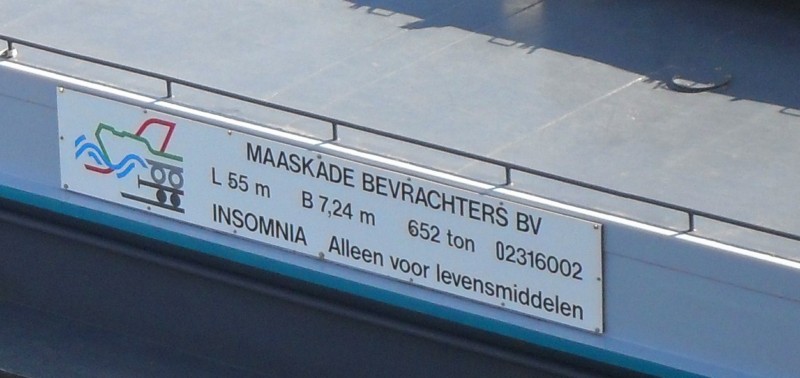 MAASKADE BEVRACHTERS BV
L 55 m B 7,24 m 652 ton 02316002
INSOMNIA Alleen voor levensmiddelen